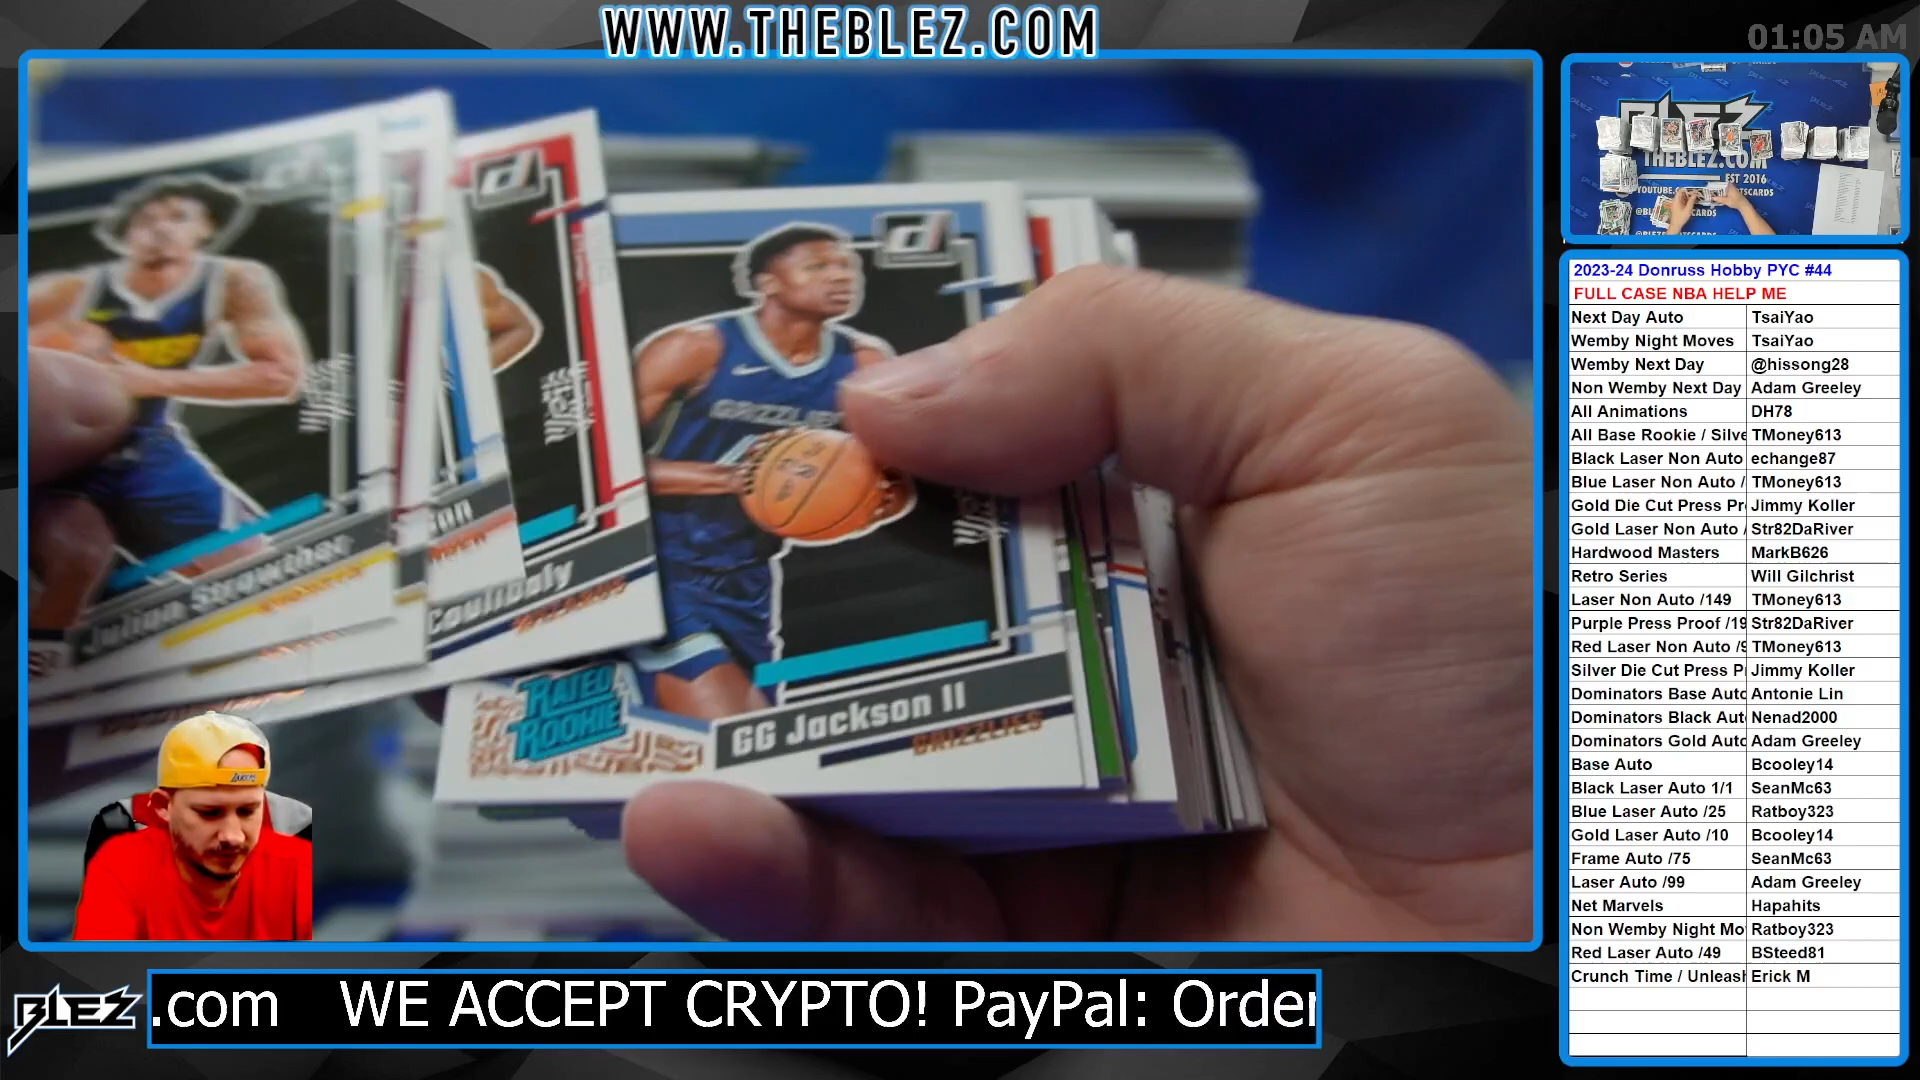 WWW.THEBLEZ.COM
01:05 AM
BLEZ
THEBLEZ.COM
EST 2016
2023-24 Donruss Hobby PYC #44
FULL CASE NBA HELP ME
Next Day Auto TsaiYao
Wemby Night Moves TsaiYao
Wemby Next Day @hissong28
Non Wemby Next Day Adam Greeley
All Animations DH78
All Base Rookie / Silve TMoney613
Black Laser Non Auto echange87
Blue Laser Non Auto / TMoney613
Gold Die Cut Press Pr Jimmy Koller
Gold Laser Non Auto / Str82DaRiver
Hardwood Masters MarkB626
Retro Series Will Gilchrist
Laser Non Auto /149 TMoney613
Purple Press Proof /19 Str82DaRiver
Red Laser Non Auto /9 TMoney613
Silver Die Cut Press P Jimmy Koller
Dominators Base Auto Antonie Lin
Dominators Black Aut Nenad2000
Dominators Gold Auto Adam Greeley
Base Auto Bcooley14
Black Laser Auto 1/1 SeanMc63
Blue Laser Auto /25 Ratboy323
Gold Laser Auto /10 Bcooley14
Frame Auto /75 SeanMc63
Laser Auto /99 Adam Greeley
Net Marvels Hapahits
Non Wemby Night Mo Ratboy323
Red Laser Auto /49 BSteed81
Crunch Time / Unleash Erick M
d
d
GRIZZLIES
Julian Strawther
Coulibaly
RATED
ROOKIE
GG Jackson II
GRIZZLIES
BLEZ
.com WE ACCEPT CRYPTO! PayPal: Order